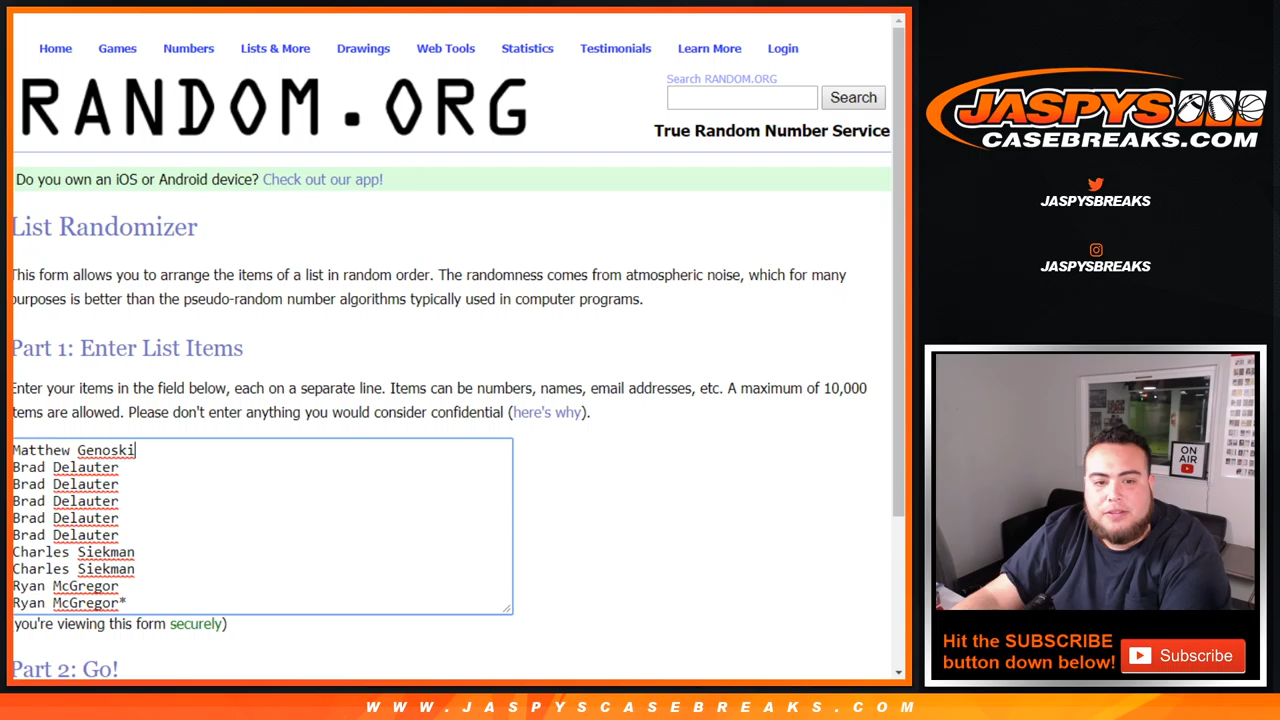 Home Games Numbers Lists & More Drawings Web Tools Statistics Testimonials Learn More Login
RANDOM.ORG
Search RANDOM.ORG
Search
True Random Number Service
Do you own an iOS or Android device? Check out our app!
List Randomizer
This form allows you to arrange the items of a list in random order. The randomness comes from atmospheric noise, which for many
purposes is better than the pseudo-random number algorithms typically used in computer programs.
Part 1: Enter List Items
Enter your items in the field below, each on a separate line. Items can be numbers, names, email addresses, etc. A maximum of 10,000
items are allowed. Please don't enter anything you would consider confidential (here's why).
Matthew Genoski
Brad Delauter
Brad Delauter
Brad Delauter
Brad Delauter
Brad Delauter
Charles Siekman
Charles Siekman
Ryan McGregor
Ryan McGregor*
you're viewing this form securely)
Part 2: Go!
JASPYS
CASEBREAKS.COM
JASPYSBREAKS
JASPYSBREAKS
ON
AIR
Hit the SUBSCRIBE
button down below!
Subscribe
WWW.JASPYSCASEBREAKS.COM